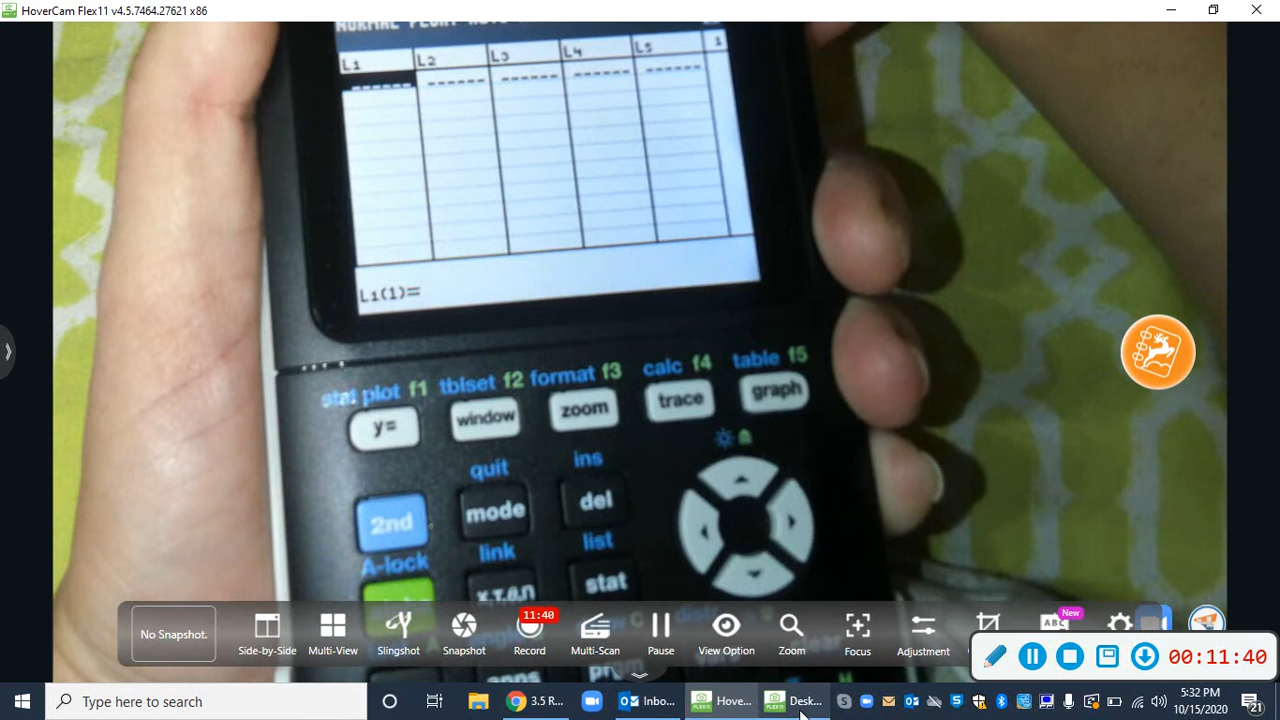 HoverCam Flex11 v4.5.7464.27621 x86
L1 L2 L3 L4 L5 1
------ ------ ------ ------ ------
L1(1)=
stat plot f1 tblset f2 format f3 calc f4 table f5
y= window zoom trace graph
quit ins
2nd mode del
A-lock link list
X,T,θ,n stat
No Snapshot.
Side-by-Side Multi-View Slingshot Snapshot Record Multi-Scan Pause View Option Zoom Focus Adjustment
11:40
New
ABC
00:11:40
apps prgm
Type here to search
3.5 R... Inbo... Hove... Desk...
5:32 PM
10/15/2020
21